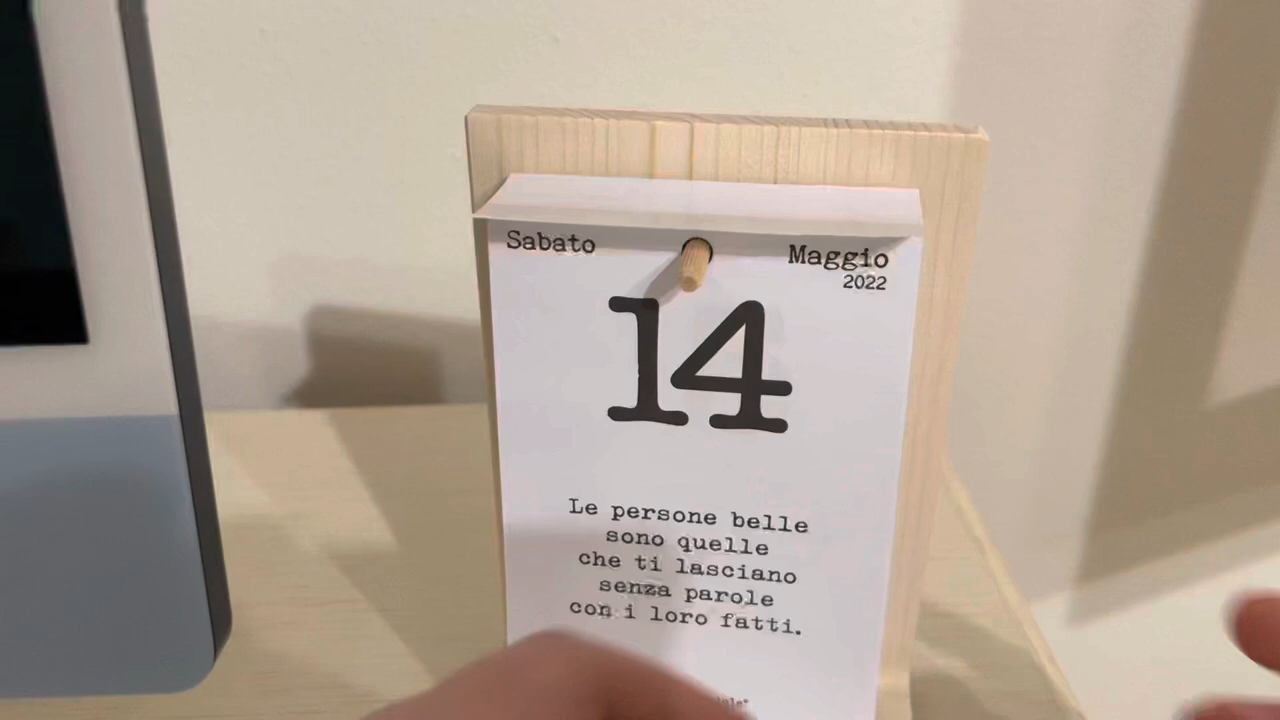 Sabato
Maggio
2022
14
Le persone belle
sono quelle
che ti lasciano
senza parole
con i loro fatti.